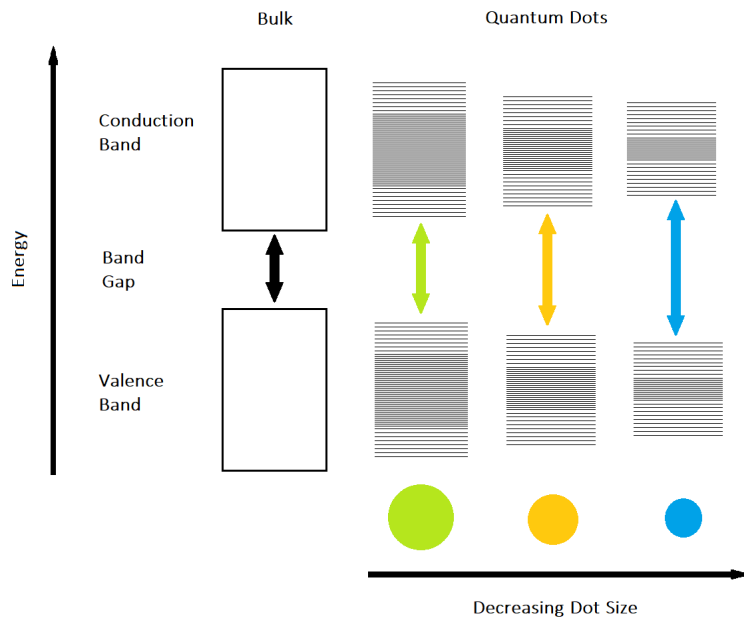 Bulk
Quantum Dots
Conduction
Band
Energy
Band
Gap
Valence
Band
Decreasing Dot Size